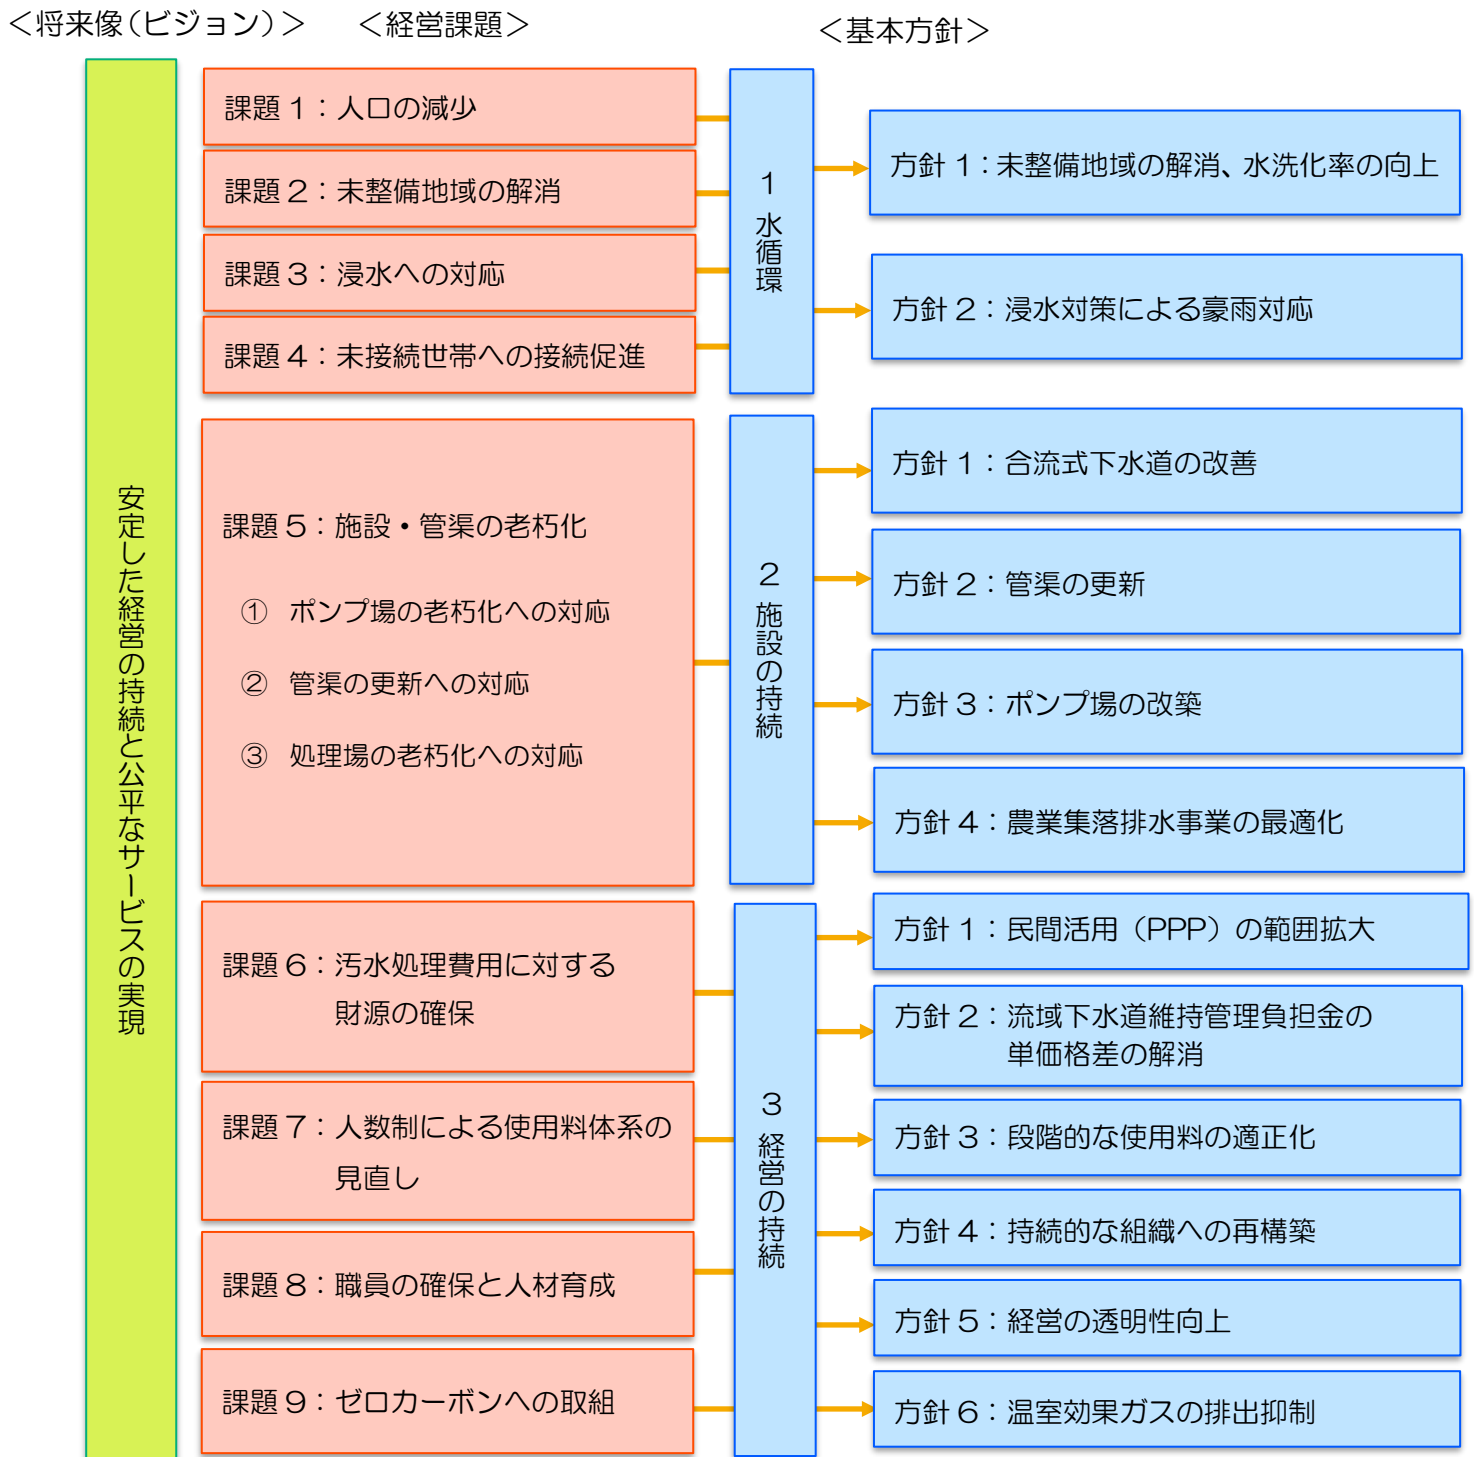 ＜将来像（ビジョン）＞
＜経営課題＞
＜基本方針＞
安定した経営の持続と公平なサービスの実現
課題１：人口の減少
課題２：未整備地域の解消
課題３：浸水への対応
課題４：未接続世帯への接続促進
１ 水循環
方針１：未整備地域の解消、水洗化率の向上
方針２：浸水対策による豪雨対応
課題５：施設・管渠の老朽化
① ポンプ場の老朽化への対応
② 管渠の更新への対応
③ 処理場の老朽化への対応
２ 施設の持続
方針１：合流式下水道の改善
方針２：管渠の更新
方針３：ポンプ場の改築
方針４：農業集落排水事業の最適化
課題６：汚水処理費用に対する
財源の確保
課題７：人数制による使用料体系の
見直し
課題８：職員の確保と人材育成
課題９：ゼロカーボンへの取組
３ 経営の持続
方針１：民間活用（PPP）の範囲拡大
方針２：流域下水道維持管理負担金の
単価格差の解消
方針３：段階的な使用料の適正化
方針４：持続的な組織への再構築
方針５：経営の透明性向上
方針６：温室効果ガスの排出抑制